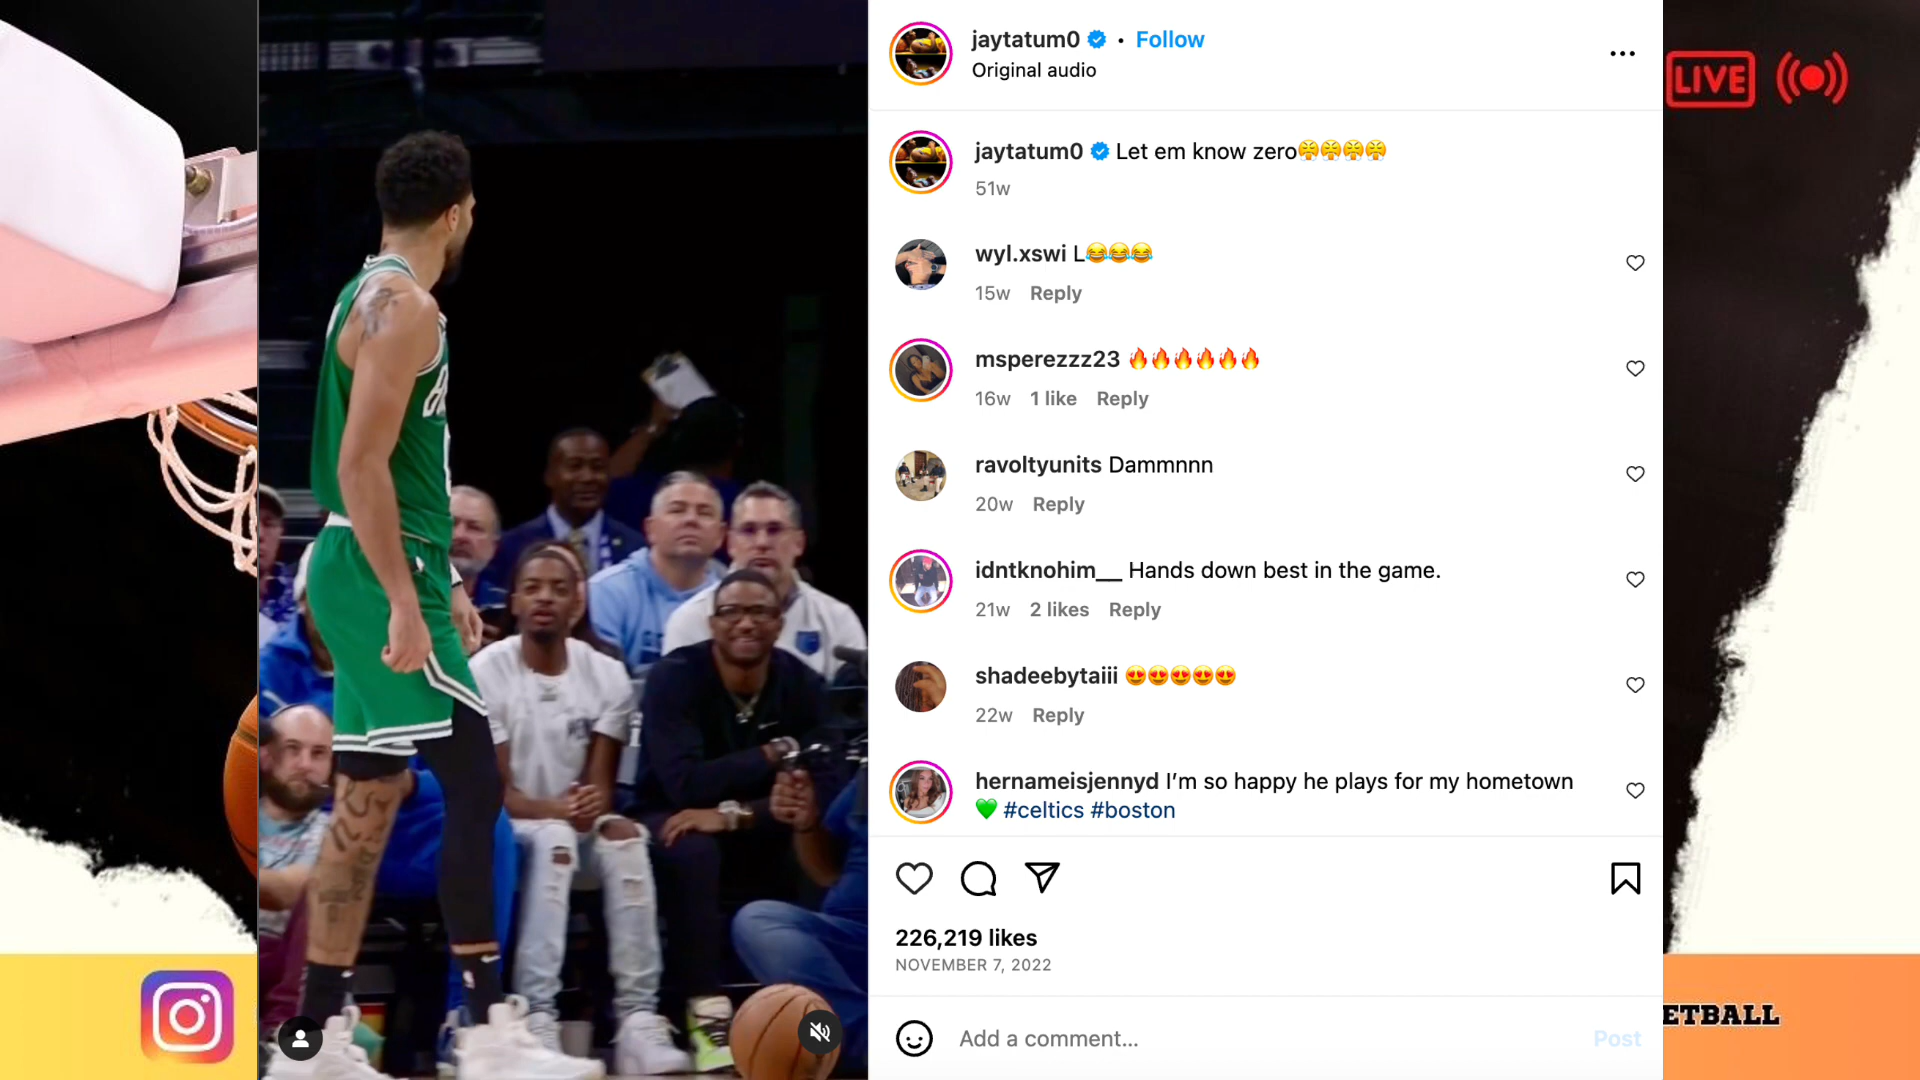 jaytatum0 • Follow
Original audio
LIVE
jaytatum0 Let em know zero😤😤😤😤
51w
wyl.xswi L😂😂😂
15w Reply
msperezzz23 🔥🔥🔥🔥🔥🔥
16w 1 like Reply
ravoltyunits Dammnnn
20w Reply
idntknohim__ Hands down best in the game.
21w 2 likes Reply
shadeebytaiii 😍😍😍😍😍
22w Reply
hernameisjennyd I’m so happy he plays for my hometown
💚 #celtics #boston
226,219 likes
NOVEMBER 7, 2022
ETBALL
Add a comment...
Post